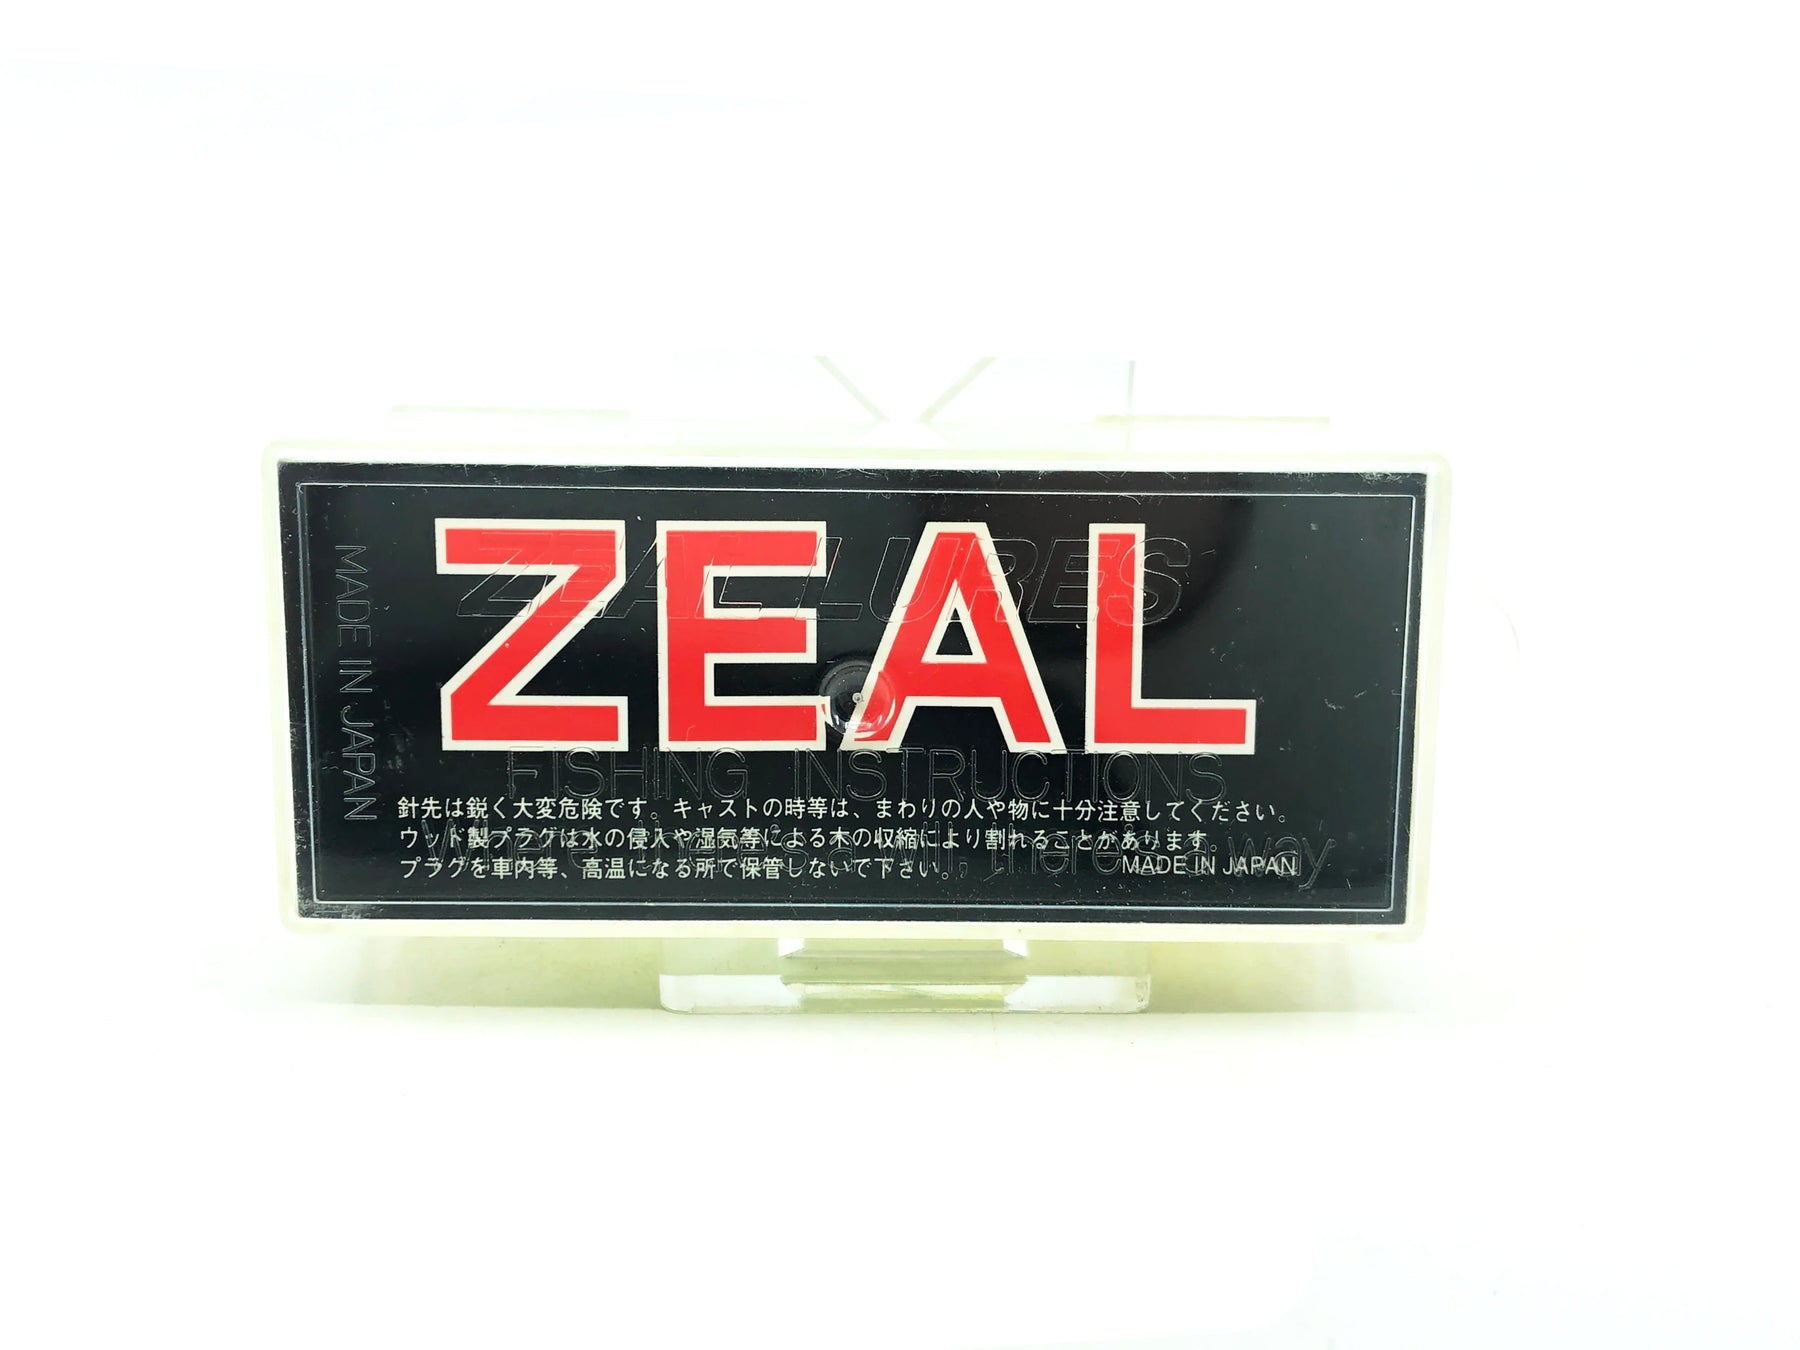 ZEAL
ZEAL LURES
MADE IN JAPAN
FISHING INSTRUCTIONS
針先は鋭く大変危険です。キャストの時等は、まわりの人や物に十分注意してください。
ウッド製プラグは水の侵入や湿気等による木の収縮により割れることがあります
Where there's a will, there's a way
プラグを車内等、高温になる所で保管しないで下さい。
MADE IN JAPAN